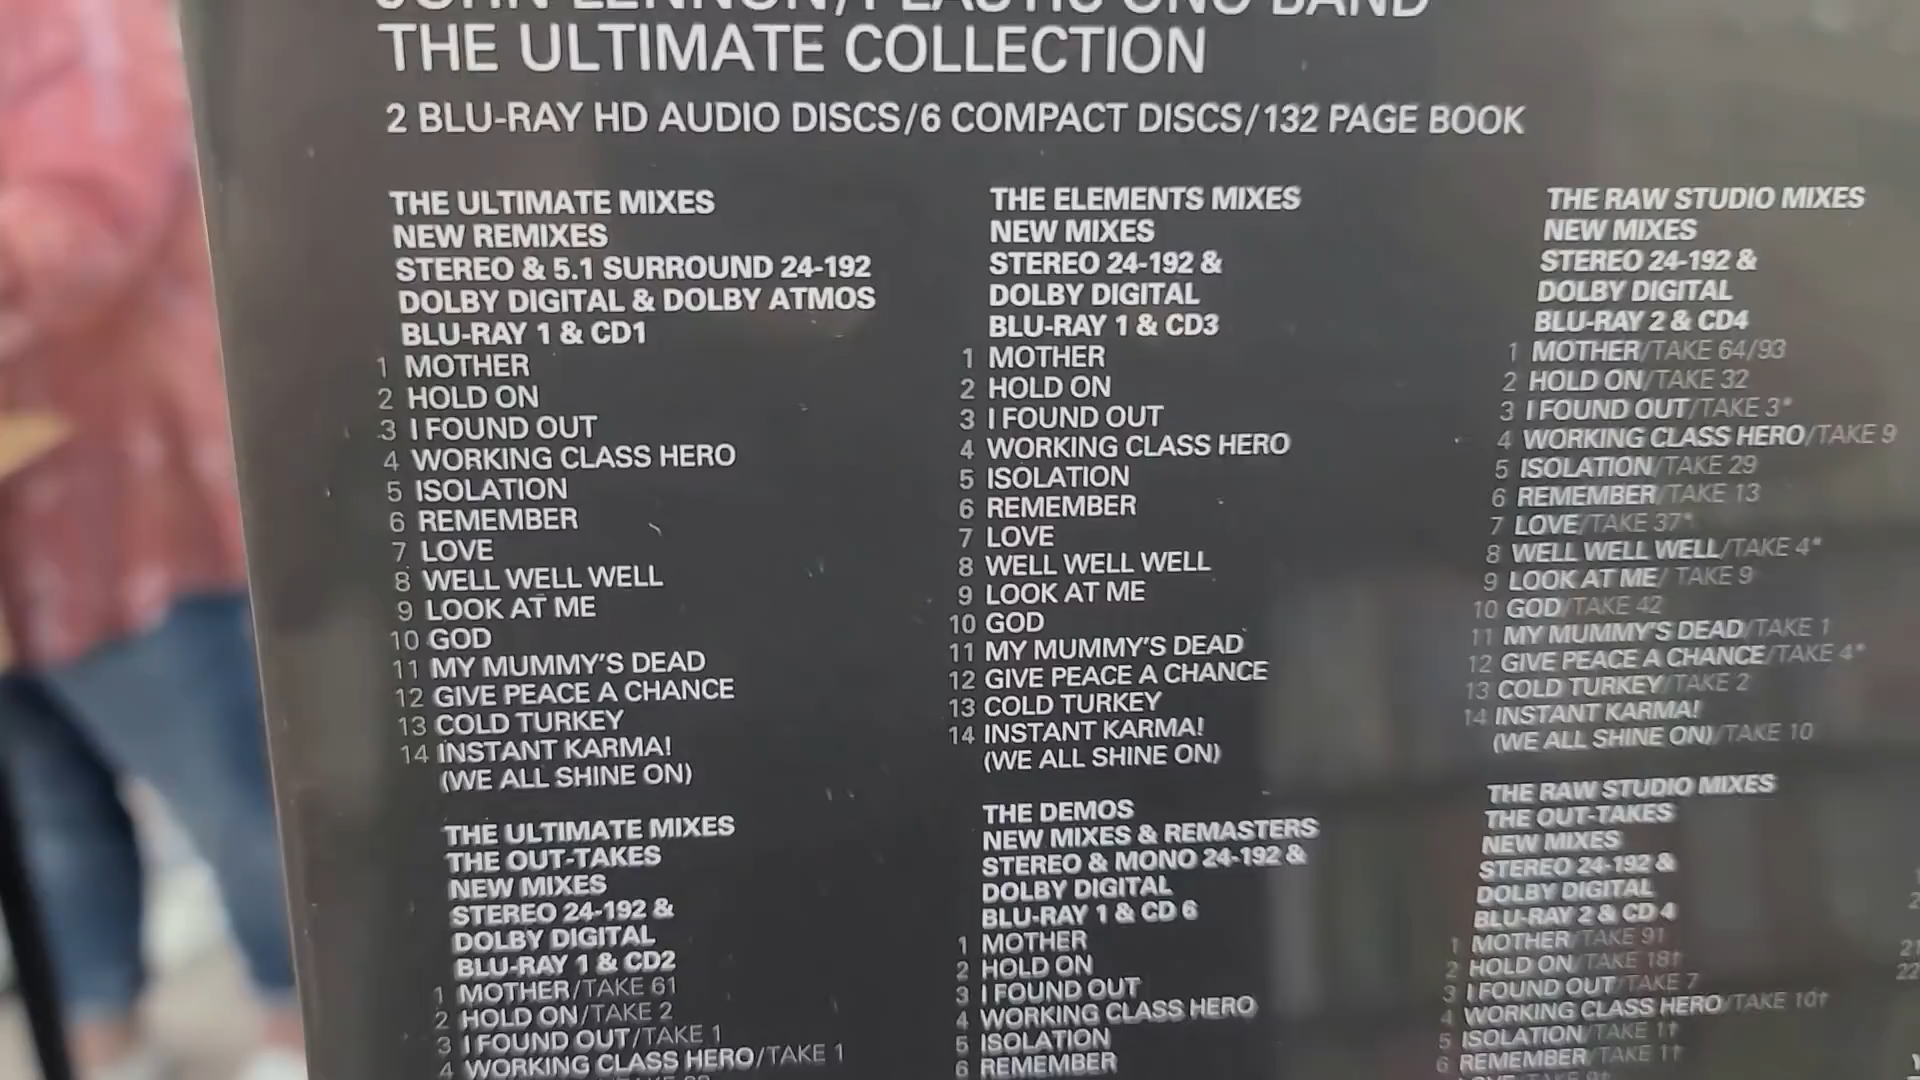 JOHN LENNON/PLASTIC ONO BAND
THE ULTIMATE COLLECTION
2 BLU-RAY HD AUDIO DISCS/6 COMPACT DISCS/132 PAGE BOOK
THE ULTIMATE MIXES
NEW REMIXES
STEREO & 5.1 SURROUND 24-192
DOLBY DIGITAL & DOLBY ATMOS
BLU-RAY 1 & CD1
1 MOTHER
2 HOLD ON
3 I FOUND OUT
4 WORKING CLASS HERO
5 ISOLATION
6 REMEMBER
7 LOVE
8 WELL WELL WELL
9 LOOK AT ME
10 GOD
11 MY MUMMY'S DEAD
12 GIVE PEACE A CHANCE
13 COLD TURKEY
14 INSTANT KARMA!
(WE ALL SHINE ON)
THE ULTIMATE MIXES
THE OUT-TAKES
NEW MIXES
STEREO 24-192 &
DOLBY DIGITAL
BLU-RAY 1 & CD2
1 MOTHER/TAKE 61
2 HOLD ON/TAKE 2
3 I FOUND OUT/TAKE 1
4 WORKING CLASS HERO/TAKE 1
THE ELEMENTS MIXES
NEW MIXES
STEREO 24-192 &
DOLBY DIGITAL
BLU-RAY 1 & CD3
1 MOTHER
2 HOLD ON
3 I FOUND OUT
4 WORKING CLASS HERO
5 ISOLATION
6 REMEMBER
7 LOVE
8 WELL WELL WELL
9 LOOK AT ME
10 GOD
11 MY MUMMY'S DEAD
12 GIVE PEACE A CHANCE
13 COLD TURKEY
14 INSTANT KARMA!
(WE ALL SHINE ON)
THE DEMOS
NEW MIXES & REMASTERS
STEREO & MONO 24-192 &
DOLBY DIGITAL
BLU-RAY 1 & CD 6
1 MOTHER
2 HOLD ON
3 I FOUND OUT
4 WORKING CLASS HERO
5 ISOLATION
6 REMEMBER
THE RAW STUDIO MIXES
NEW MIXES
STEREO 24-192 &
DOLBY DIGITAL
BLU-RAY 2 & CD4
1 MOTHER/TAKE 64/93
2 HOLD ON/TAKE 32
3 I FOUND OUT/TAKE 3*
4 WORKING CLASS HERO/TAKE 9
5 ISOLATION/TAKE 29
6 REMEMBER/TAKE 13
7 LOVE/TAKE 37*
8 WELL WELL WELL/TAKE 4*
9 LOOK AT ME/ TAKE 9
10 GOD/TAKE 42
11 MY MUMMY'S DEAD/TAKE 1
12 GIVE PEACE A CHANCE/TAKE 4*
13 COLD TURKEY/TAKE 2
14 INSTANT KARMA!
(WE ALL SHINE ON)/TAKE 10
THE RAW STUDIO MIXES
THE OUT-TAKES
NEW MIXES
STEREO 24-192 &
DOLBY DIGITAL
BLU-RAY 2 & CD 4
1 MOTHER/TAKE 91
2 HOLD ON/TAKE 18†
3 I FOUND OUT/TAKE 7
4 WORKING CLASS HERO/TAKE 10†
5 ISOLATION/TAKE 1†
6 REMEMBER/TAKE 1†